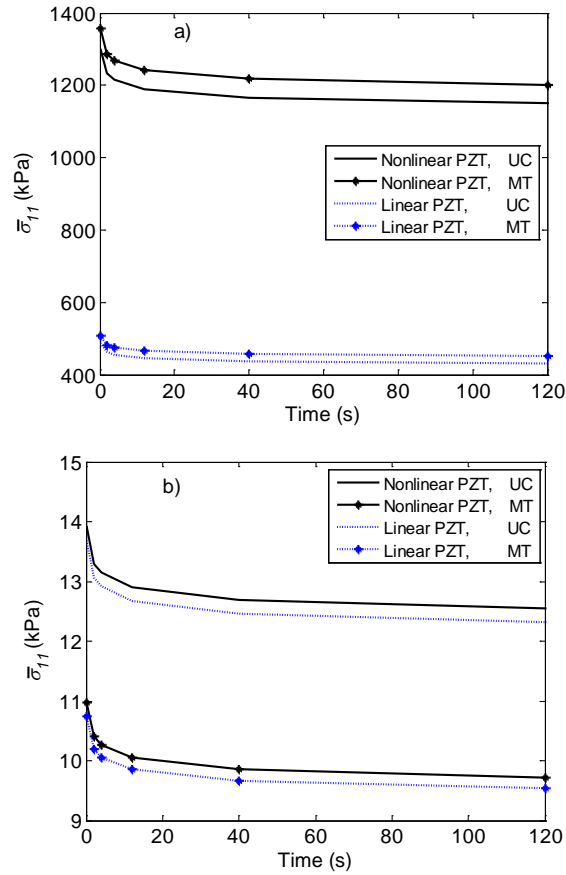 1400
a)
1200
1000
Nonlinear PZT, UC
Nonlinear PZT, MT
Linear PZT, UC
Linear PZT, MT
800
600
400
σ̅₁₁ (kPa)
0 20 40 60 80 100 120
Time (s)
15
b)
14
Nonlinear PZT, UC
Nonlinear PZT, MT
Linear PZT, UC
Linear PZT, MT
13
12
11
10
9
σ̅₁₁ (kPa)
0 20 40 60 80 100 120
Time (s)